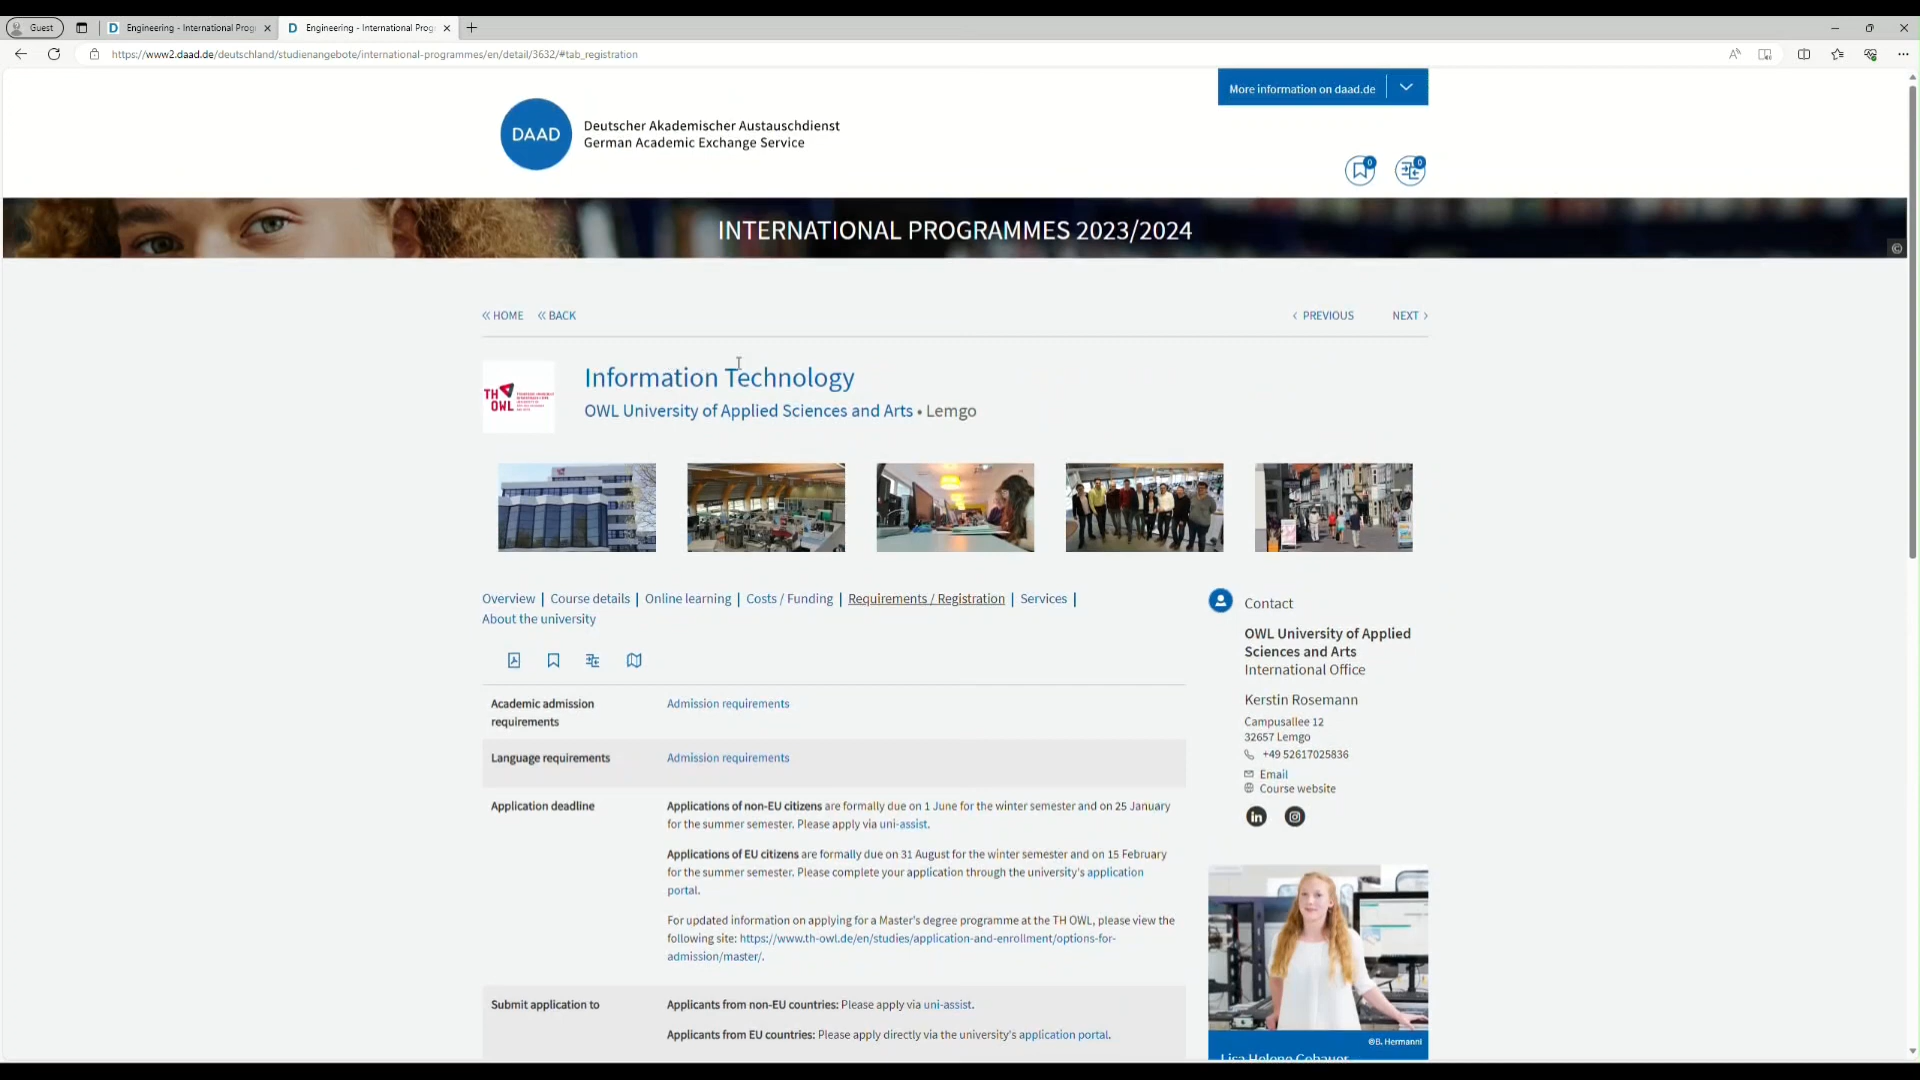 Guest
Engineering - International Prog
Engineering - International Prog
https://www2.daad.de/deutschland/studienangebote/international-programmes/en/detail/3632/#tab_registration
More information on daad.de
DAAD
Deutscher Akademischer Austauschdienst
German Academic Exchange Service
0
0
INTERNATIONAL PROGRAMMES 2023/2024
©
HOME
BACK
PREVIOUS
NEXT
TH
OWL
Information Technology
OWL University of Applied Sciences and Arts • Lemgo
Overview | Course details | Online learning | Costs / Funding | Requirements / Registration | Services |
About the university
Academic admission
requirements
Admission requirements
Language requirements
Admission requirements
Application deadline
Applications of non-EU citizens are formally due on 1 June for the winter semester and on 25 January
for the summer semester. Please apply via uni-assist.
Applications of EU citizens are formally due on 31 August for the winter semester and on 15 February
for the summer semester. Please complete your application through the university's application
portal.
For updated information on applying for a Master's degree programme at the TH OWL, please view the
following site: https://www.th-owl.de/en/studies/application-and-enrollment/options-for-
admission/master/.
Submit application to
Applicants from non-EU countries: Please apply via uni-assist.
Applicants from EU countries: Please apply directly via the university's application portal.
Contact
OWL University of Applied
Sciences and Arts
International Office
Kerstin Rosemann
Campusallee 12
32657 Lemgo
+49 52617025836
Email
Course website
in
©B. Hermanni
Lisa Helene Gebauer